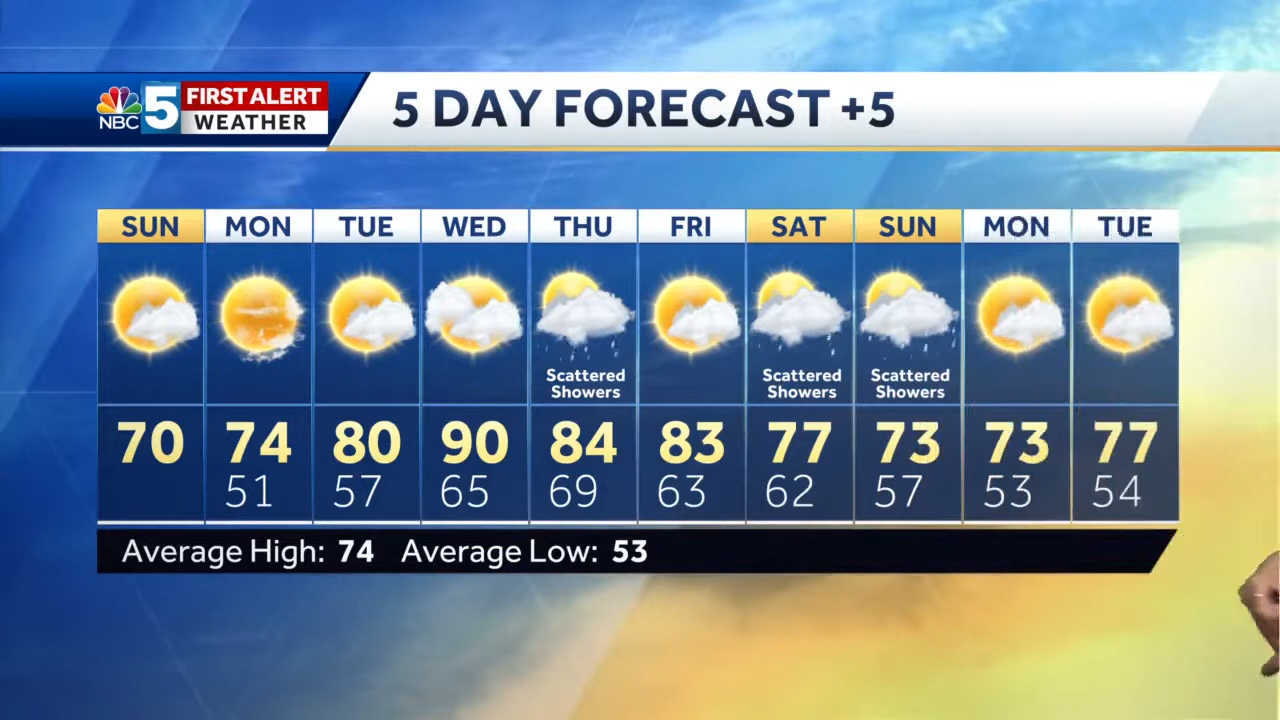 NBC 5 FIRST ALERT
WEATHER
5 DAY FORECAST +5
SUN MON TUE WED THU FRI SAT SUN MON TUE
Scattered Scattered Scattered
Showers Showers Showers
70 74 80 90 84 83 77 73 73 77
51 57 65 69 63 62 57 53 54
Average High: 74 Average Low: 53